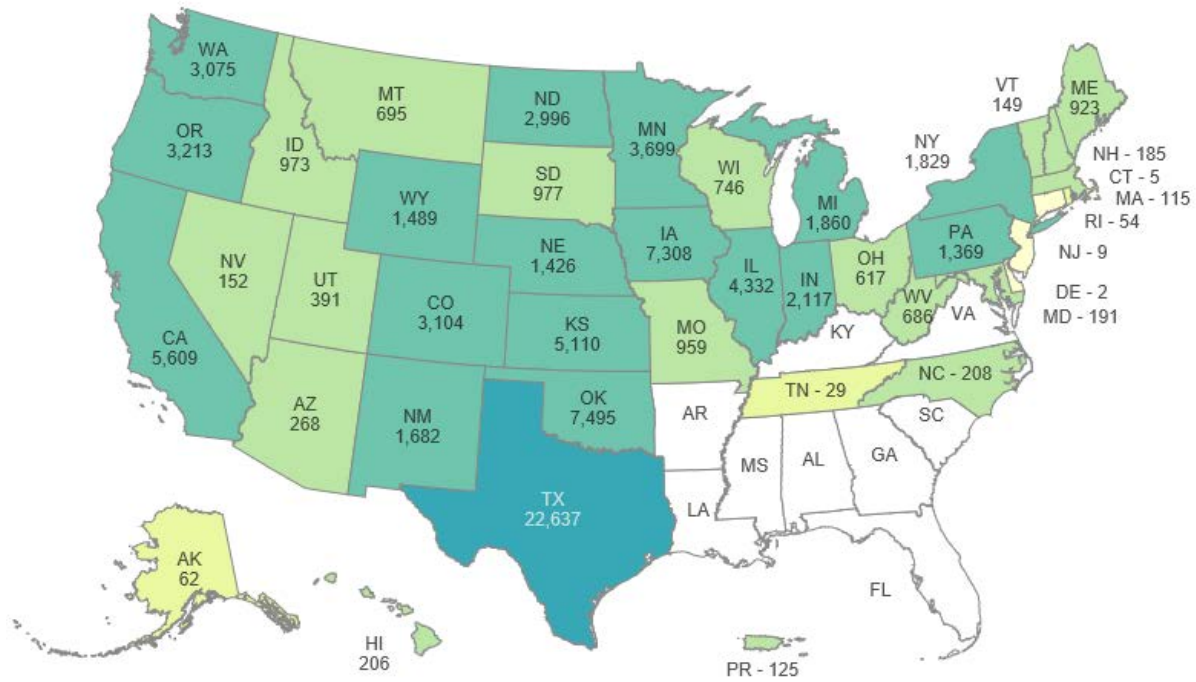 WA
3,075
OR
3,213
CA
5,609
NV
152
ID
973
MT
695
WY
1,489
UT
391
AZ
268
CO
3,104
NM
1,682
ND
2,996
SD
977
NE
1,426
KS
5,110
OK
7,495
TX
22,637
MN
3,699
IA
7,308
MO
959
AR
LA
WI
746
IL
4,332
MI
1,860
IN
2,117
OH
617
KY
TN - 29
MS
AL
GA
FL
SC
NC - 208
VA
WV
686
PA
1,369
NY
1,829
VT
149
ME
923
NH - 185
CT - 5
MA - 115
RI - 54
NJ - 9
DE - 2
MD - 191
AK
62
HI
206
PR - 125